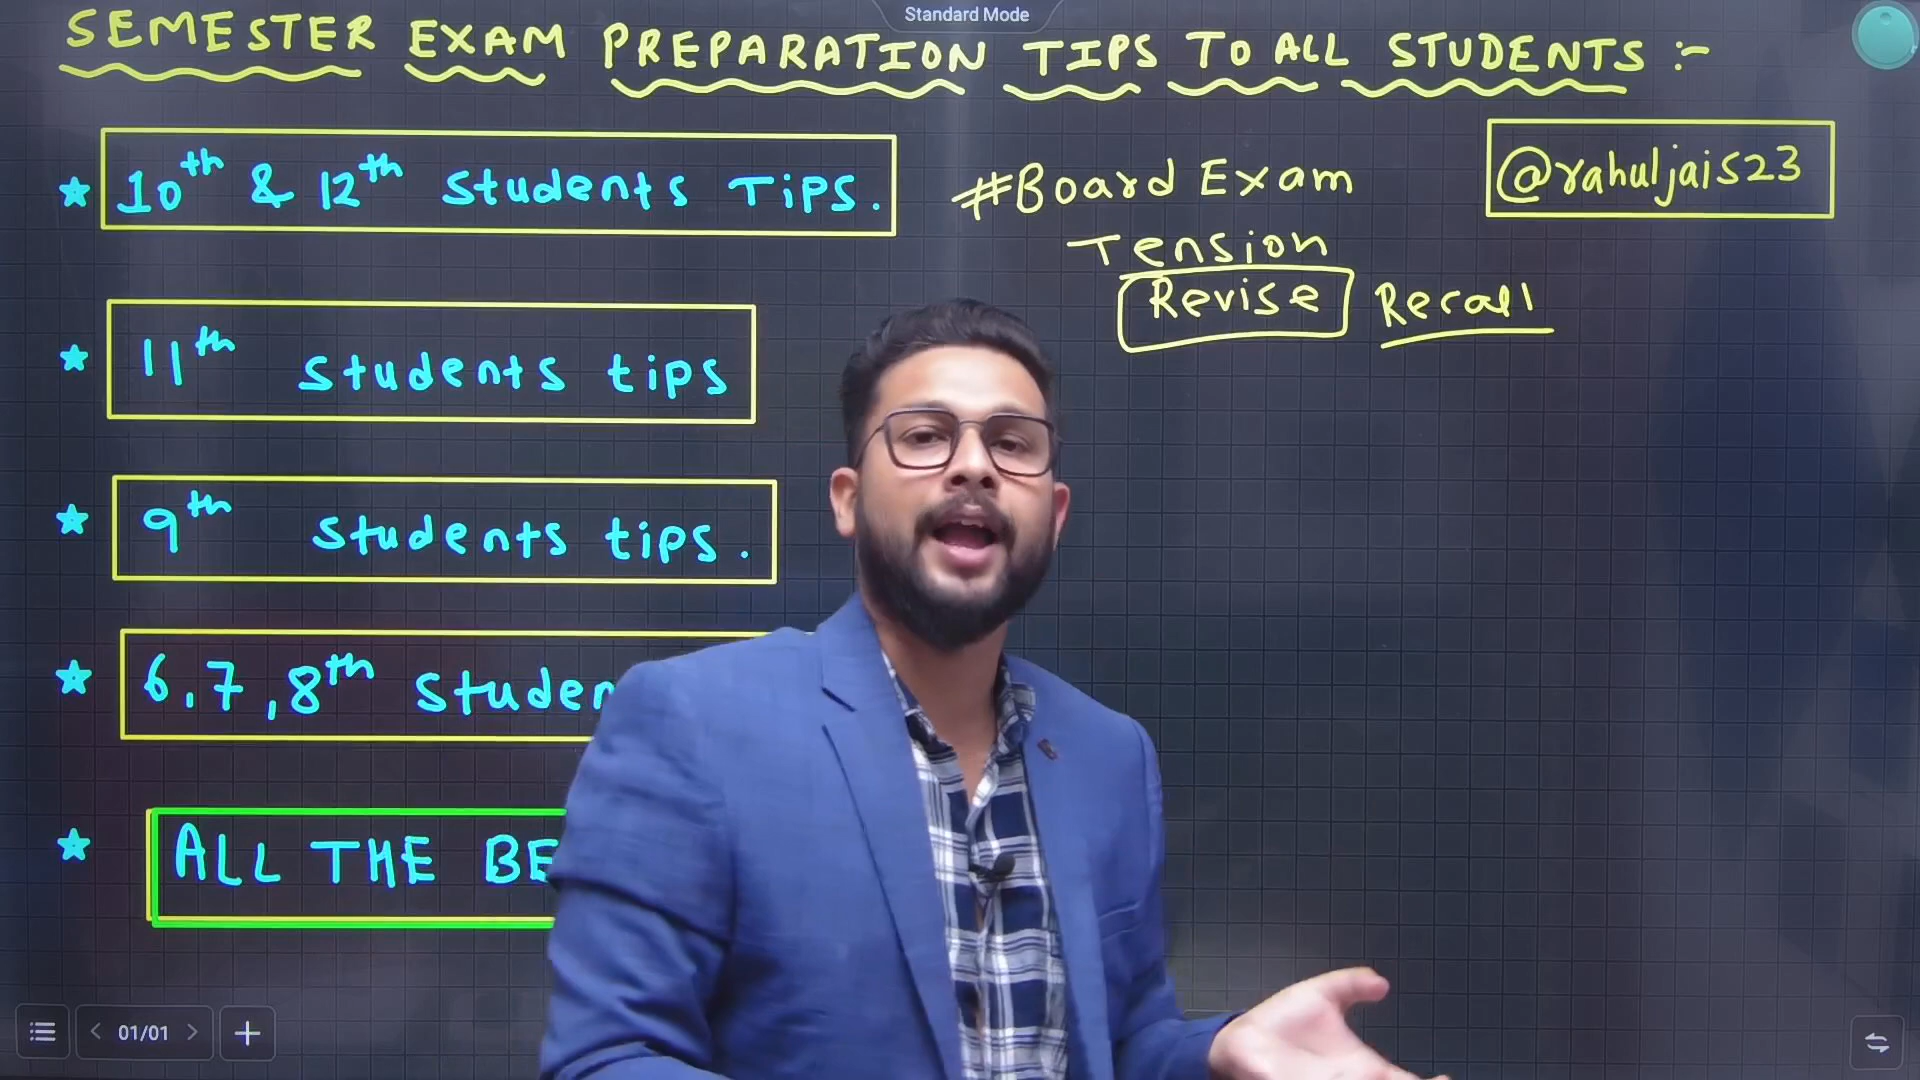 Standard Mode
SEMESTER EXAM PREPARATION TIPS TO ALL STUDENTS :-
10th & 12th Students Tips.
#Board Exam
Tension
Revise Recall
@rahuljais23
11th students tips
9th students tips.
6,7,8th studen
ALL THE BE
01/01